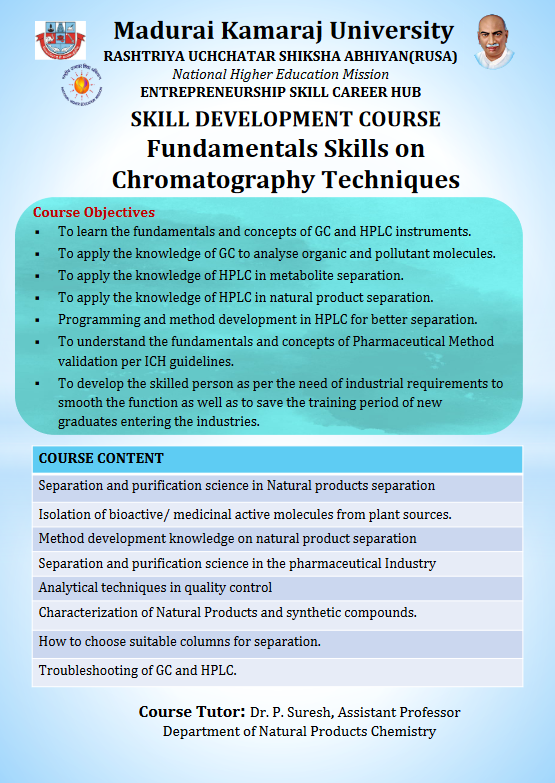 Madurai Kamaraj University
RASHTRIYA UCHCHATAR SHIKSHA ABHIYAN(RUSA)
National Higher Education Mission
ENTREPRENEURSHIP SKILL CAREER HUB
SKILL DEVELOPMENT COURSE
Fundamentals Skills on
Chromatography Techniques
Course Objectives
▪ To learn the fundamentals and concepts of GC and HPLC instruments.
▪ To apply the knowledge of GC to analyse organic and pollutant molecules.
▪ To apply the knowledge of HPLC in metabolite separation.
▪ To apply the knowledge of HPLC in natural product separation.
▪ Programming and method development in HPLC for better separation.
▪ To understand the fundamentals and concepts of Pharmaceutical Method
validation per ICH guidelines.
▪ To develop the skilled person as per the need of industrial requirements to
smooth the function as well as to save the training period of new
graduates entering the industries.
COURSE CONTENT
Separation and purification science in Natural products separation
Isolation of bioactive/ medicinal active molecules from plant sources.
Method development knowledge on natural product separation
Separation and purification science in the pharmaceutical Industry
Analytical techniques in quality control
Characterization of Natural Products and synthetic compounds.
How to choose suitable columns for separation.
Troubleshooting of GC and HPLC.
Course Tutor: Dr. P. Suresh, Assistant Professor
Department of Natural Products Chemistry